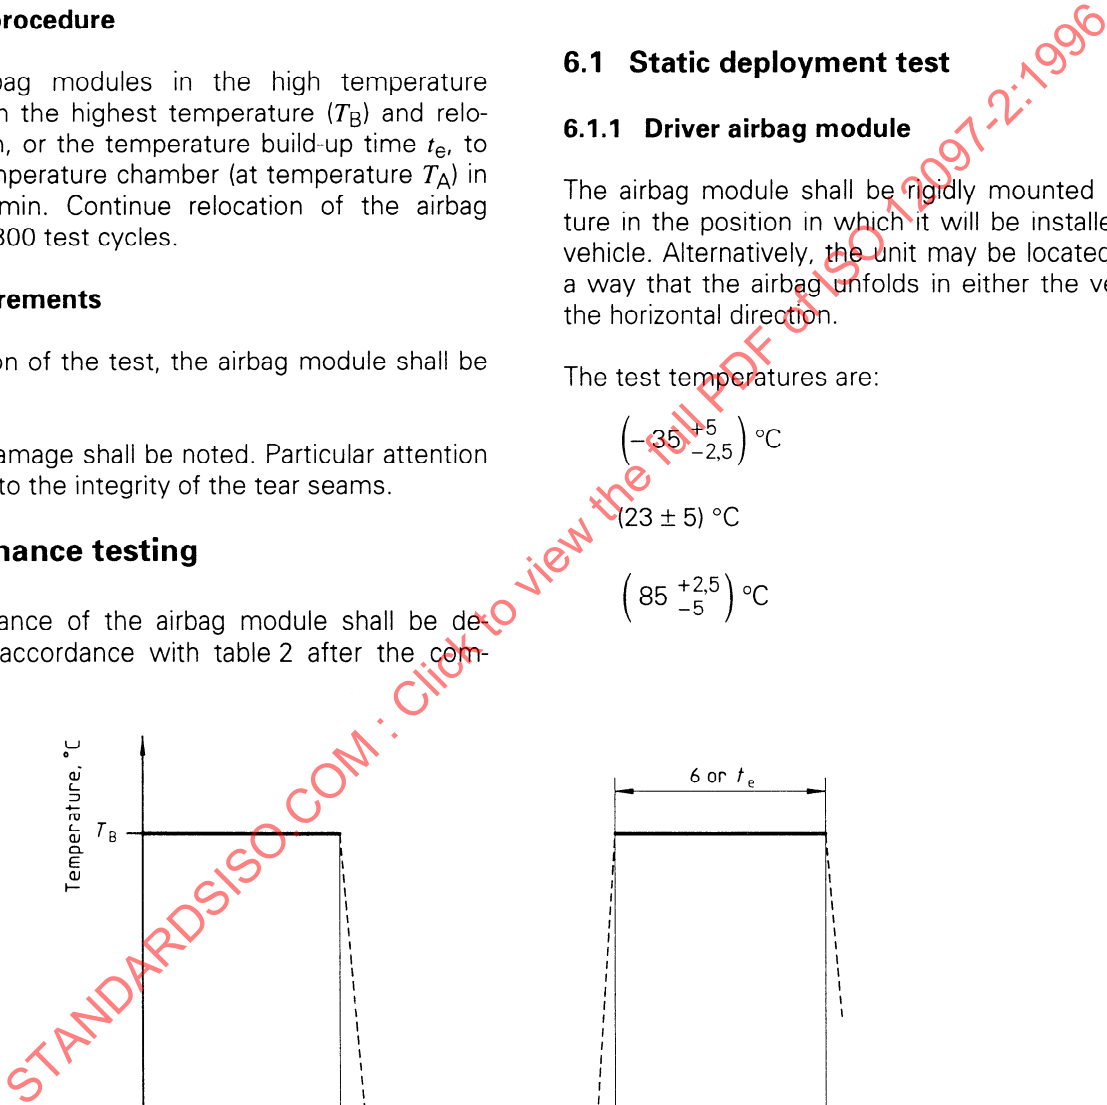 rocedure
bag modules in the high temperature
the highest temperature (TB) and relo-
, or the temperature build-up time te, to
mperature chamber (at temperature TA) in
min. Continue relocation of the airbag
300 test cycles.
rements
on of the test, the airbag module shall be
amage shall be noted. Particular attention
to the integrity of the tear seams.
nance testing
ance of the airbag module shall be de-
accordance with table 2 after the com-
6.1 Static deployment test
6.1.1 Driver airbag module
The airbag module shall be rigidly mounted
ture in the position in which it will be installe
vehicle. Alternatively, the unit may be located
a way that the airbag unfolds in either the ve
the horizontal direction.
The test temperatures are:
(−35 +5 −2,5) °C
(23 ± 5) °C
(85 +2,5 −5) °C
Temperature, °C
TB
6 or te
STANDARDSISO.COM : Click to view the full PDF of ISO 12097-2:1996